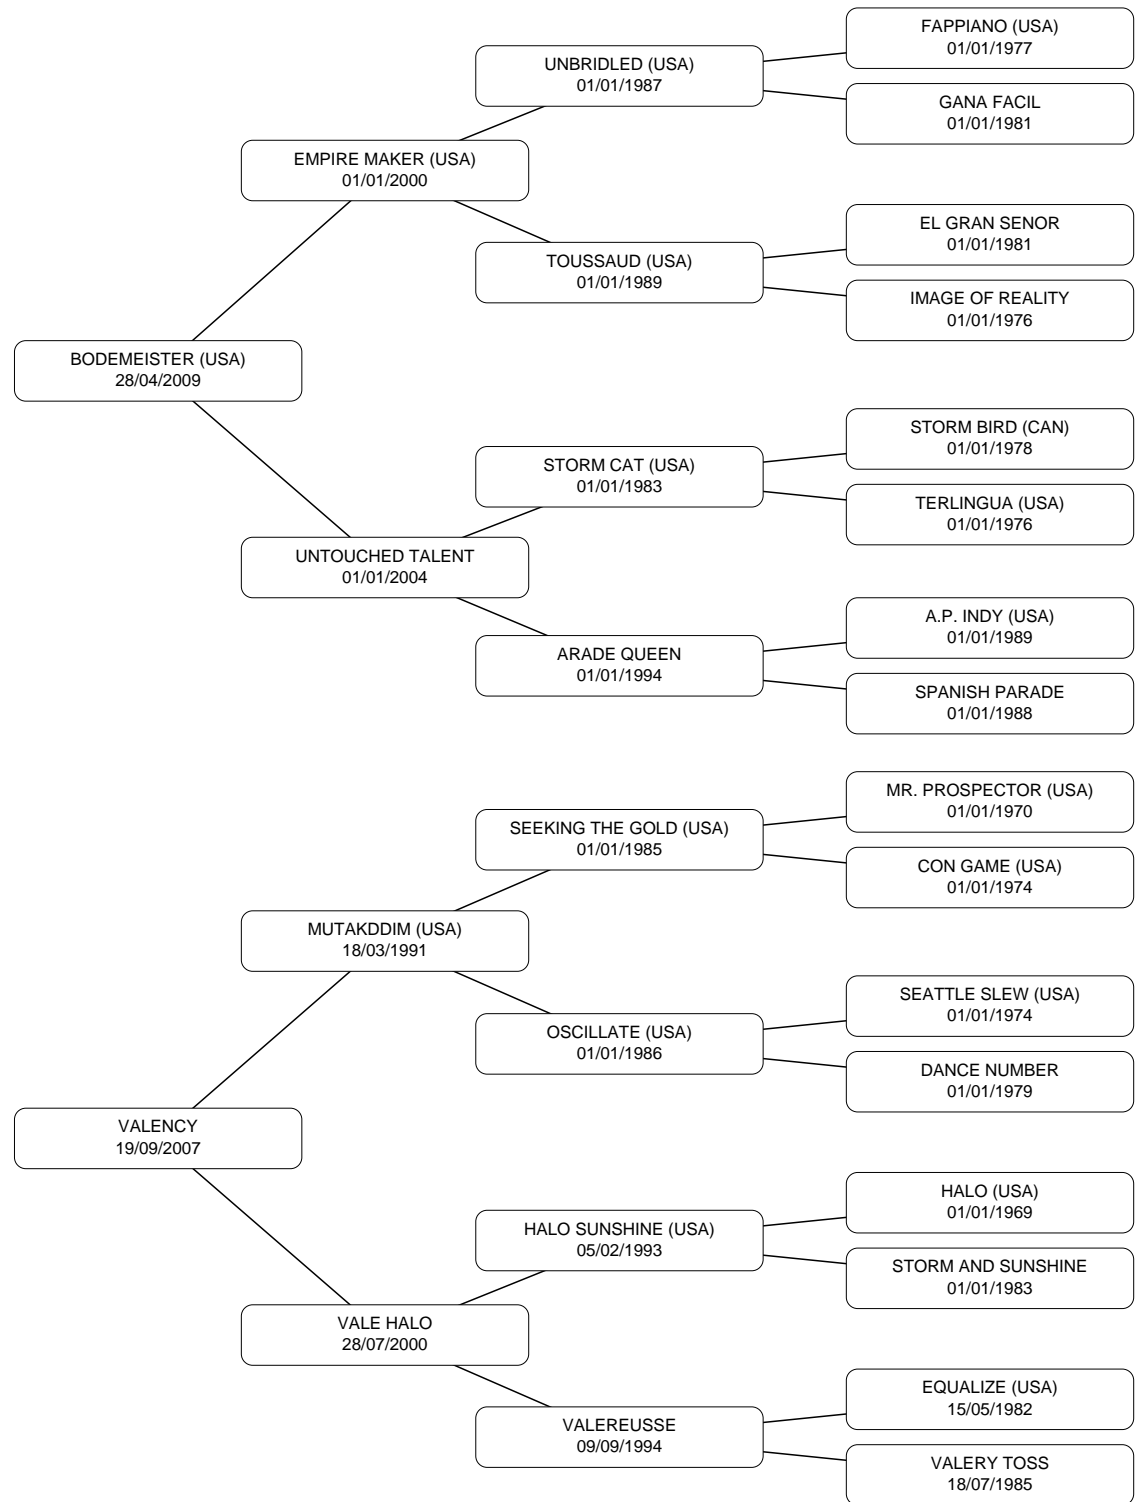 FAPPIANO (USA)
01/01/1977
UNBRIDLED (USA)
01/01/1987
GANA FACIL
01/01/1981
EMPIRE MAKER (USA)
01/01/2000
EL GRAN SENOR
01/01/1981
TOUSSAUD (USA)
01/01/1989
IMAGE OF REALITY
01/01/1976
BODEMEISTER (USA)
28/04/2009
STORM BIRD (CAN)
01/01/1978
STORM CAT (USA)
01/01/1983
TERLINGUA (USA)
01/01/1976
UNTOUCHED TALENT
01/01/2004
A.P. INDY (USA)
01/01/1989
ARADE QUEEN
01/01/1994
SPANISH PARADE
01/01/1988
MR. PROSPECTOR (USA)
01/01/1970
SEEKING THE GOLD (USA)
01/01/1985
CON GAME (USA)
01/01/1974
MUTAKDDIM (USA)
18/03/1991
SEATTLE SLEW (USA)
01/01/1974
OSCILLATE (USA)
01/01/1986
DANCE NUMBER
01/01/1979
VALENCY
19/09/2007
HALO (USA)
01/01/1969
HALO SUNSHINE (USA)
05/02/1993
STORM AND SUNSHINE
01/01/1983
VALE HALO
28/07/2000
EQUALIZE (USA)
15/05/1982
VALEREUSSE
09/09/1994
VALERY TOSS
18/07/1985